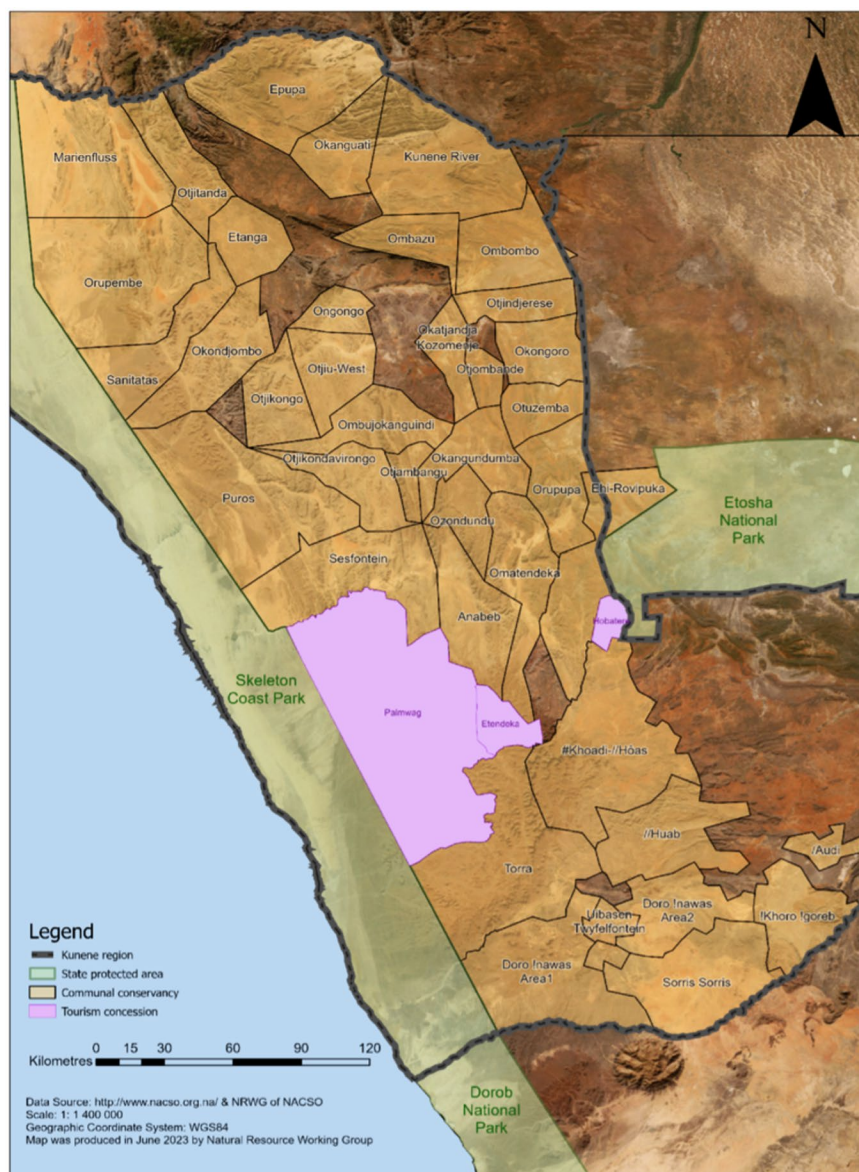 N
Epupa
Okanguati
Marienfluss
Kunene River
Otjitanda
Etanga
Ombazu
Ombombo
Orupembe
Otjindjerese
Ongongo
Okatjandja
Kozomenje
Okondjombo
Okongoro
Otjiu-West
Otjombande
Sanitatas
Otjikongo
Otuzemba
Ombujokanguindi
Otjikondavirongo
Otjambangu
Okangundumba
Orupupa
Ehi-Rovipuka
Puros
Etosha
National
Park
Ozondundu
Sesfontein
Omatendeka
Anabeb
Hobatere
Skeleton
Coast Park
Palmwag
Etendeka
#Khoadi-//Hôas
//Huab
/Audi
Torra
Uibasen
Twyfelfontein
Doro !nawas
Area2
!Khoro !goreb
Doro !nawas
Area1
Sorris Sorris
Legend
Kunene region
State protected area
Communal conservancy
Tourism concession
Kilometres 0 15 30 60 90 120
Data Source: http://www.nacso.org.na/ & NRWG of NACSO
Scale: 1: 1 400 000
Geographic Coordinate System: WGS84
Map was produced in June 2023 by Natural Resource Working Group
Dorob
National
Park